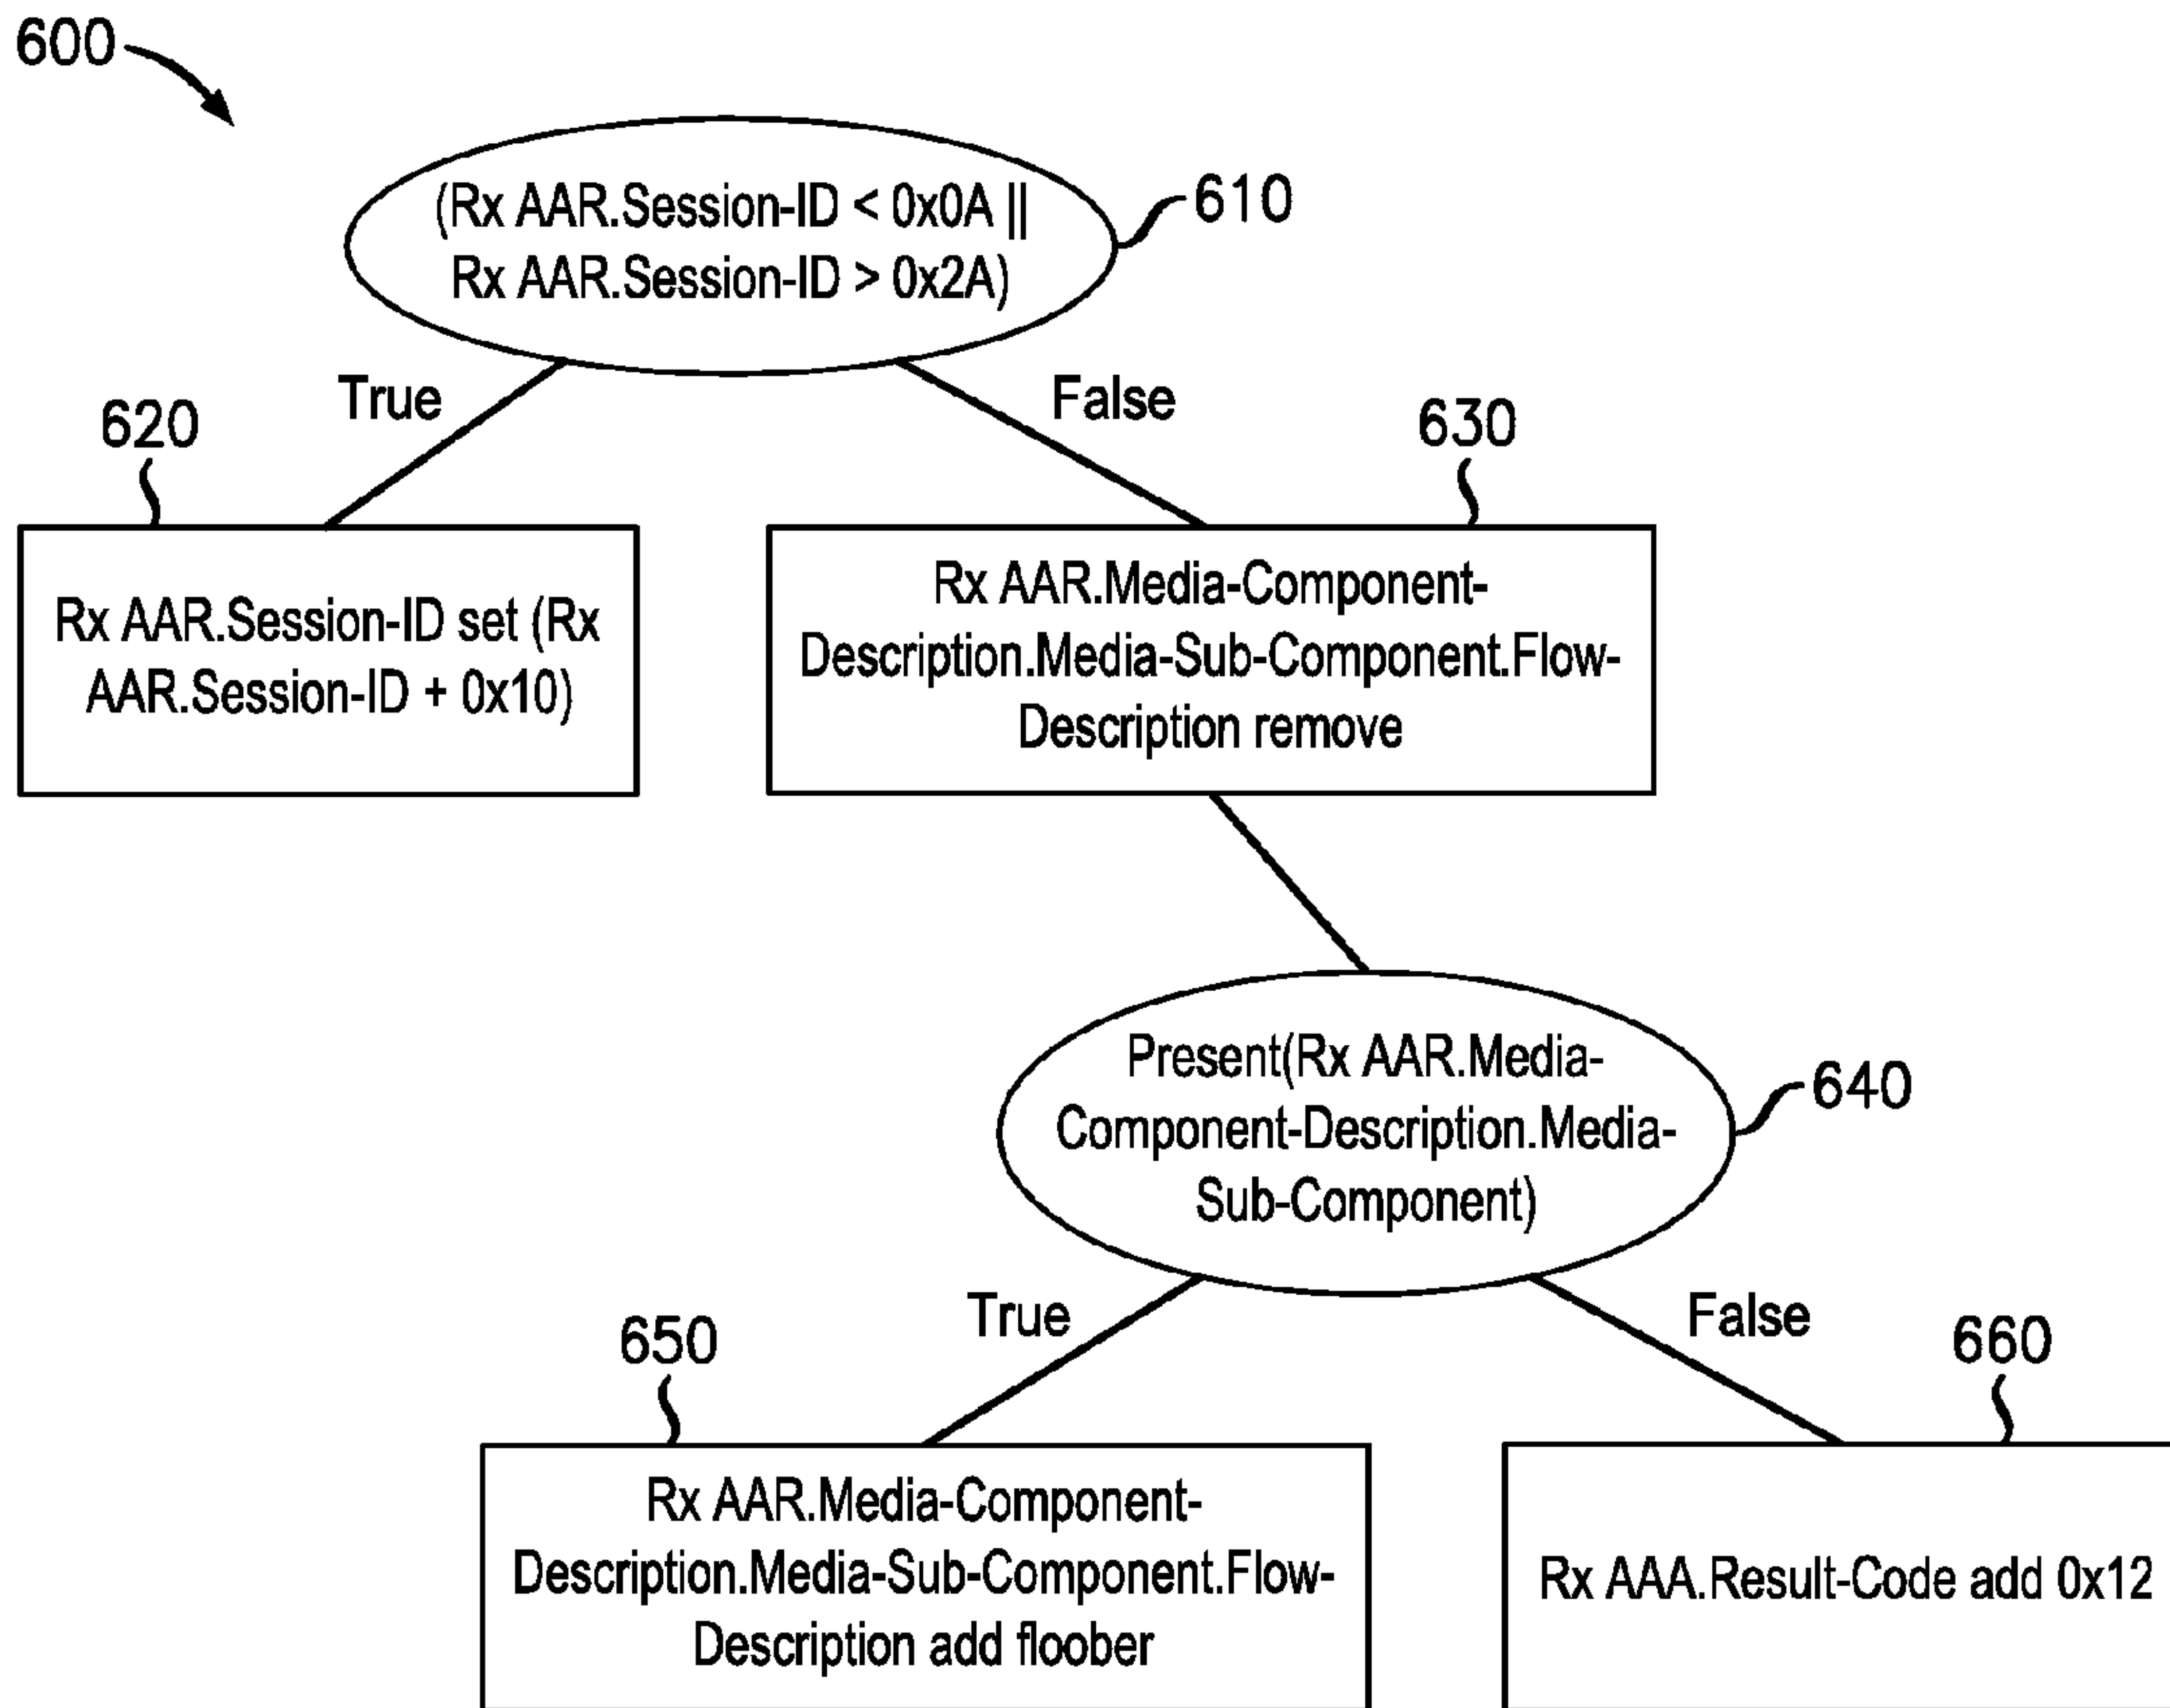 600
(Rx AAR.Session-ID < 0x0A ||
Rx AAR.Session-ID > 0x2A)
610
True
False
620
630
Rx AAR.Session-ID set (Rx
AAR.Session-ID + 0x10)
Rx AAR.Media-Component-
Description.Media-Sub-Component.Flow-
Description remove
Present(Rx AAR.Media-
Component-Description.Media-
Sub-Component)
640
True
False
650
660
Rx AAR.Media-Component-
Description.Media-Sub-Component.Flow-
Description add floober
Rx AAA.Result-Code add 0x12